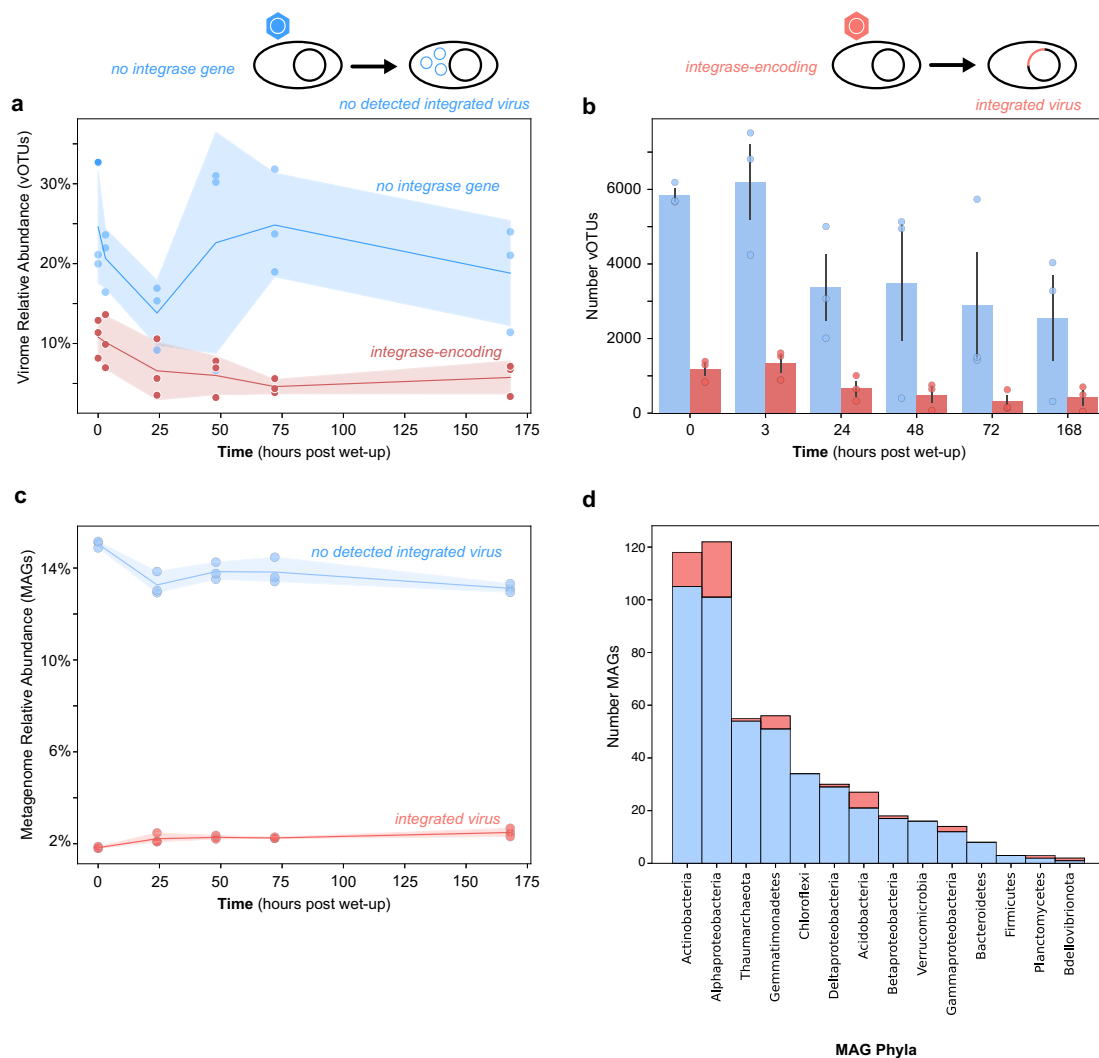 no integrase gene
no detected integrated virus
integrase-encoding
integrated virus
a
Virome Relative Abundance (vOTUs)
30%
20%
10%
no integrase gene
integrase-encoding
0 25 50 75 100 125 150 175
Time (hours post wet-up)
b
Number vOTUs
6000
4000
2000
0
0 3 24 48 72 168
Time (hours post wet-up)
c
Metagenome Relative Abundance (MAGs)
14%
10%
6%
2%
no detected integrated virus
integrated virus
0 25 50 75 100 125 150 175
Time (hours post wet-up)
d
Number MAGs
120
100
80
60
40
20
0
Actinobacteria
Alphaproteobacteria
Thaumarchaeota
Gemmatimonadetes
Chloroflexi
Deltaproteobacteria
Acidobacteria
Betaproteobacteria
Verrucomicrobia
Gammaproteobacteria
Bacteroidetes
Firmicutes
Planctomycetes
Bdellovibrionota
MAG Phyla